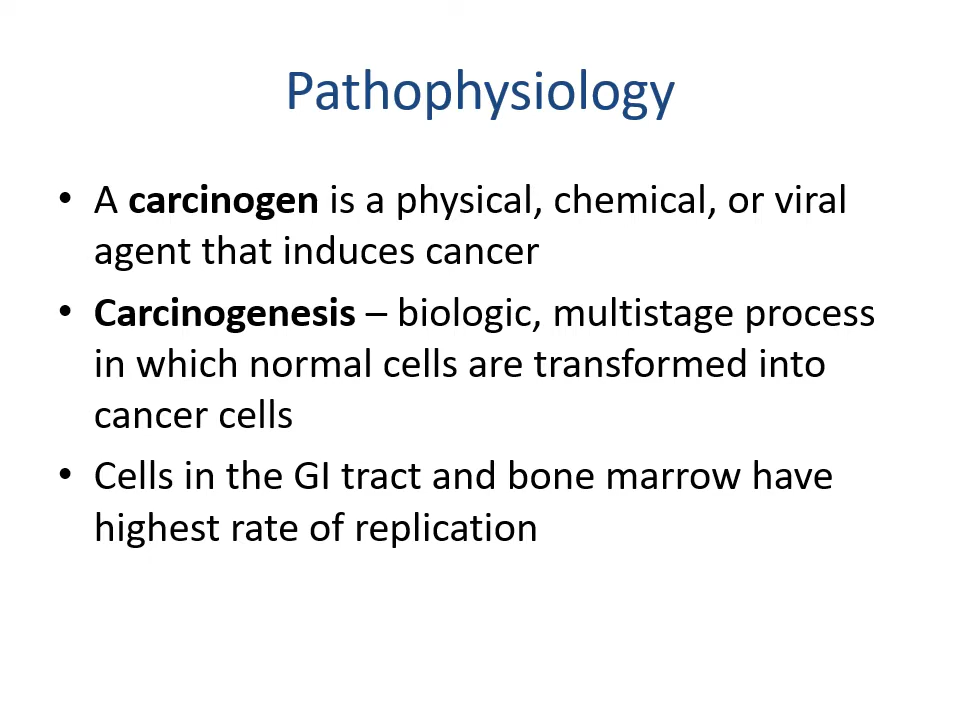 Pathophysiology
• A carcinogen is a physical, chemical, or viral
agent that induces cancer
• Carcinogenesis – biologic, multistage process
in which normal cells are transformed into
cancer cells
• Cells in the GI tract and bone marrow have
highest rate of replication